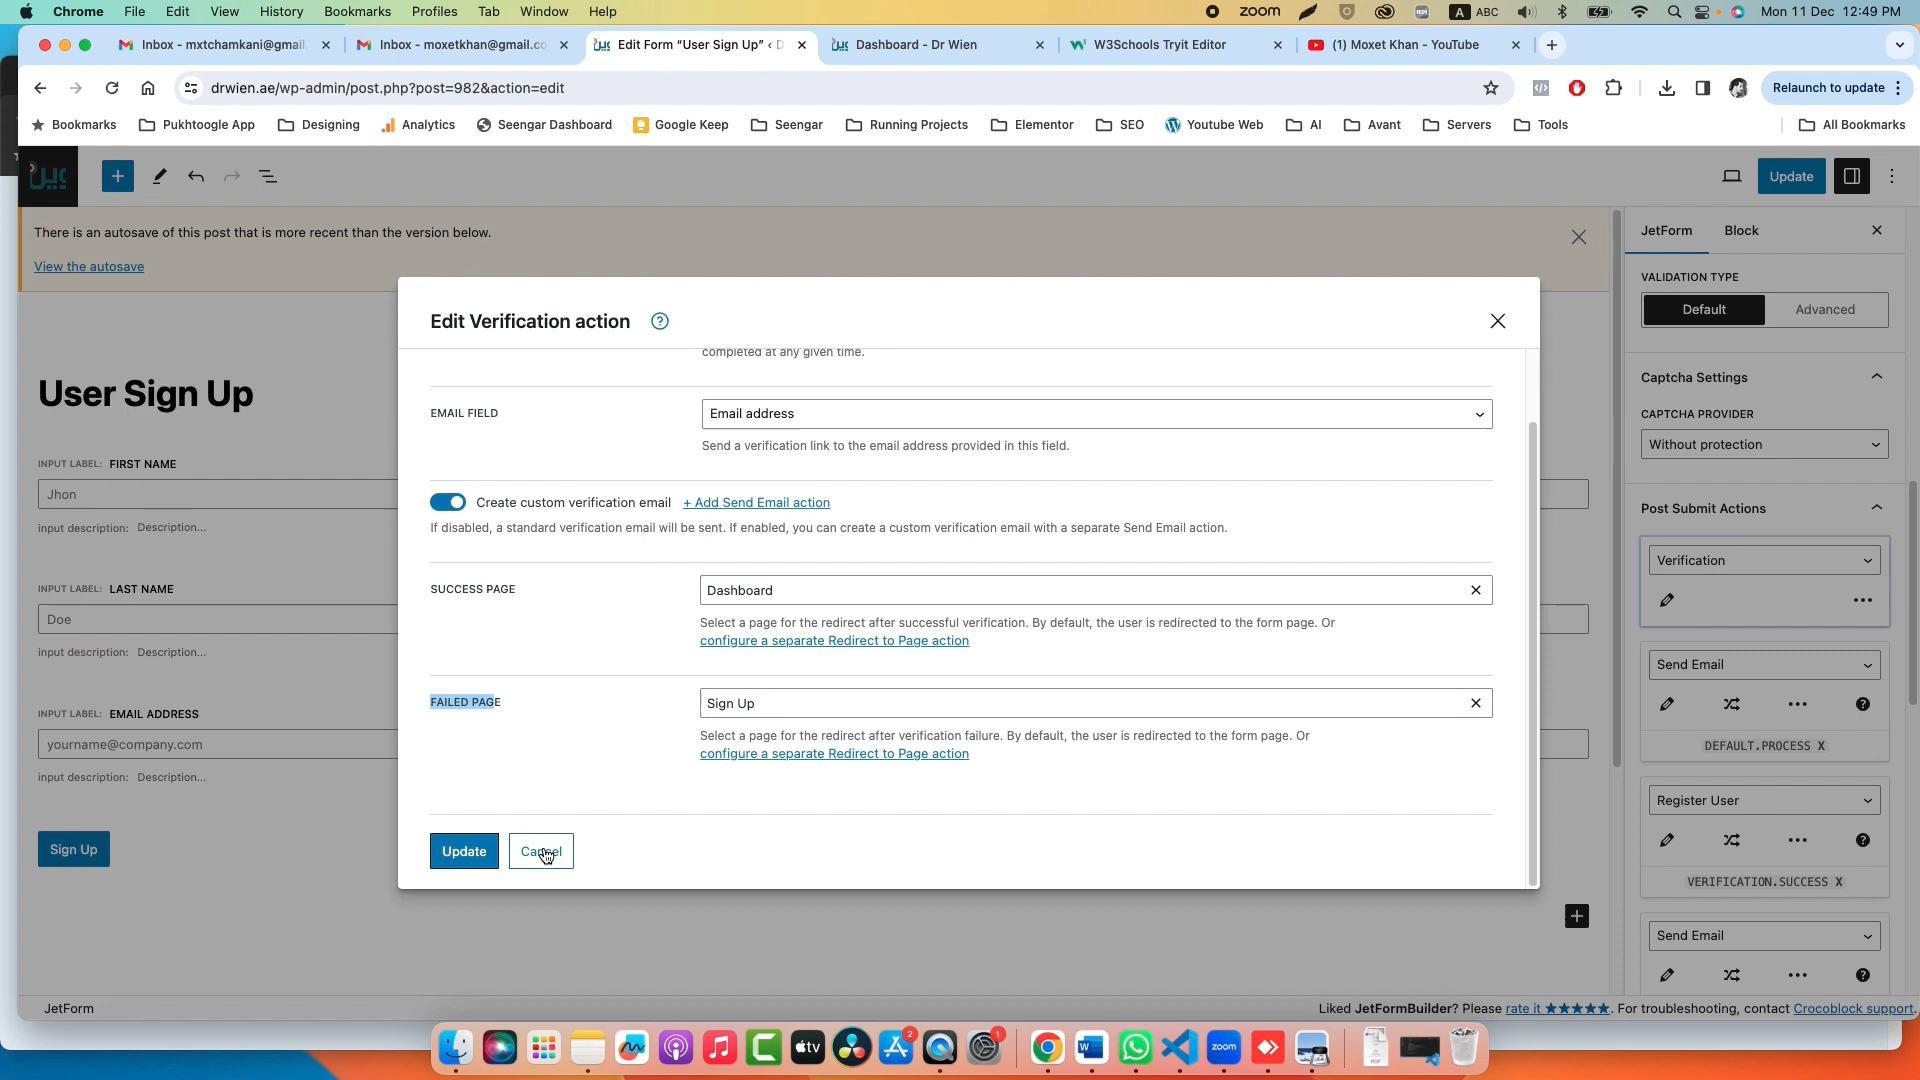 Chrome File Edit View History Bookmarks Profiles Tab Window Help zoom A ABC Mon 11 Dec 12:49 PM
Inbox - mxtchamkani@gmail. Inbox - moxetkhan@gmail.co Edit Form “User Sign Up” ‹ D Dashboard - Dr Wien W3Schools Tryit Editor (1) Moxet Khan - YouTube
drwien.ae/wp-admin/post.php?post=982&action=edit Relaunch to update
Bookmarks Pukhtoogle App Designing Analytics Seengar Dashboard Google Keep Seengar Running Projects Elementor SEO Youtube Web AI Avant Servers Tools All Bookmarks
Update
There is an autosave of this post that is more recent than the version below.
View the autosave
JetForm Block
VALIDATION TYPE
Default Advanced
Captcha Settings
CAPTCHA PROVIDER
Without protection
Post Submit Actions
Verification
Send Email
DEFAULT.PROCESS X
Register User
VERIFICATION.SUCCESS X
Send Email
User Sign Up
INPUT LABEL: FIRST NAME
Jhon
input description: Description...
INPUT LABEL: LAST NAME
Doe
input description: Description...
INPUT LABEL: EMAIL ADDRESS
yourname@company.com
input description: Description...
Sign Up
Edit Verification action
completed at any given time.
EMAIL FIELD
Email address
Send a verification link to the email address provided in this field.
Create custom verification email + Add Send Email action
If disabled, a standard verification email will be sent. If enabled, you can create a custom verification email with a separate Send Email action.
SUCCESS PAGE
Dashboard
Select a page for the redirect after successful verification. By default, the user is redirected to the form page. Or
configure a separate Redirect to Page action
FAILED PAGE
Sign Up
Select a page for the redirect after verification failure. By default, the user is redirected to the form page. Or
configure a separate Redirect to Page action
Update Cancel
JetForm
Liked JetFormBuilder? Please rate it ★★★★★. For troubleshooting, contact Crocoblock support.
tv 2 1 W zoom